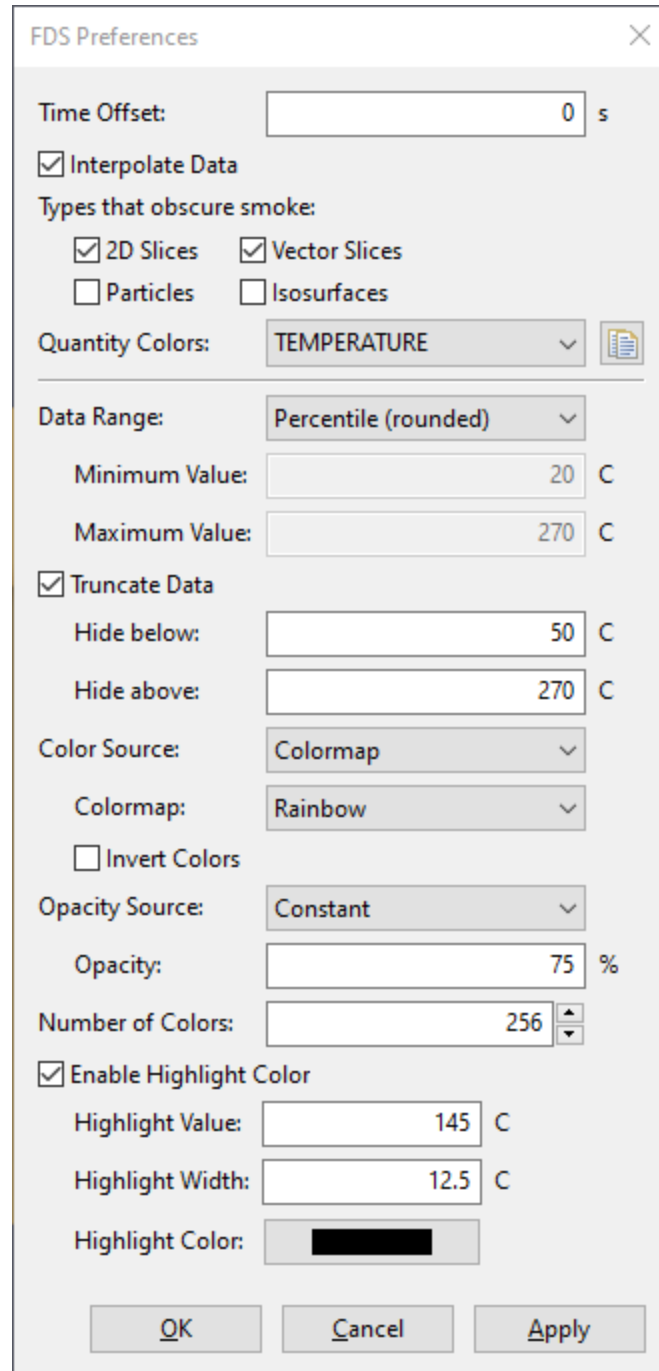 FDS Preferences
Time Offset: 0 s
Interpolate Data
Types that obscure smoke:
2D Slices Vector Slices
Particles Isosurfaces
Quantity Colors: TEMPERATURE
Data Range: Percentile (rounded)
Minimum Value: 20 C
Maximum Value: 270 C
Truncate Data
Hide below: 50 C
Hide above: 270 C
Color Source: Colormap
Colormap: Rainbow
Invert Colors
Opacity Source: Constant
Opacity: 75 %
Number of Colors: 256
Enable Highlight Color
Highlight Value: 145 C
Highlight Width: 12.5 C
Highlight Color:
OK Cancel Apply